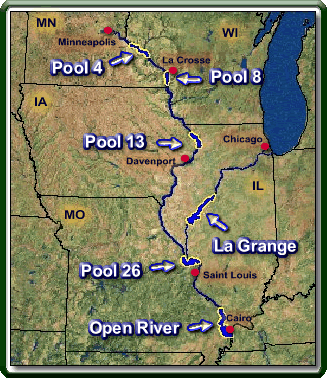 MN
WI
Minneapolis
La Crosse
Pool 4
Pool 8
IA
Pool 13
Chicago
Davenport
IL
MO
La Grange
Pool 26
Saint Louis
Cairo
Open River